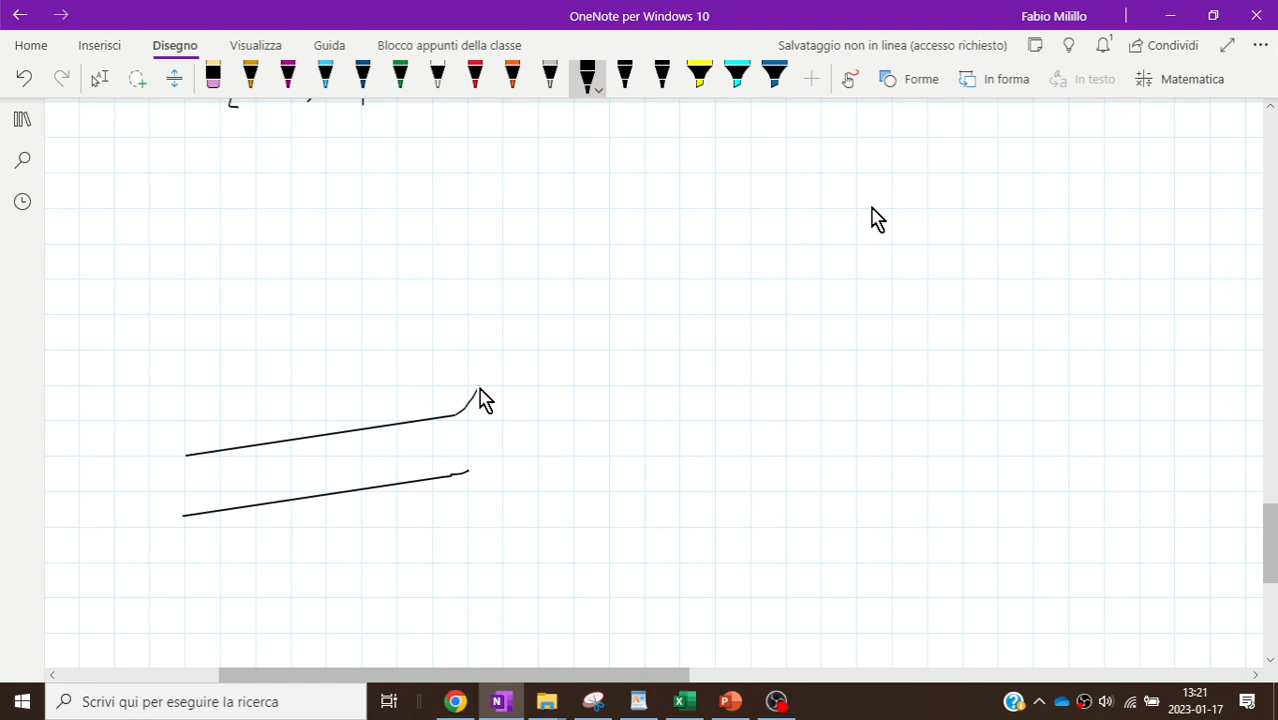 OneNote per Windows 10
Fabio Milillo
Home Inserisci Disegno Visualizza Guida Blocco appunti della classe
Salvataggio non in linea (accesso richiesto)
1
Condividi
Forme In forma In testo Matematica
Scrivi qui per eseguire la ricerca
13:21
2023-01-17